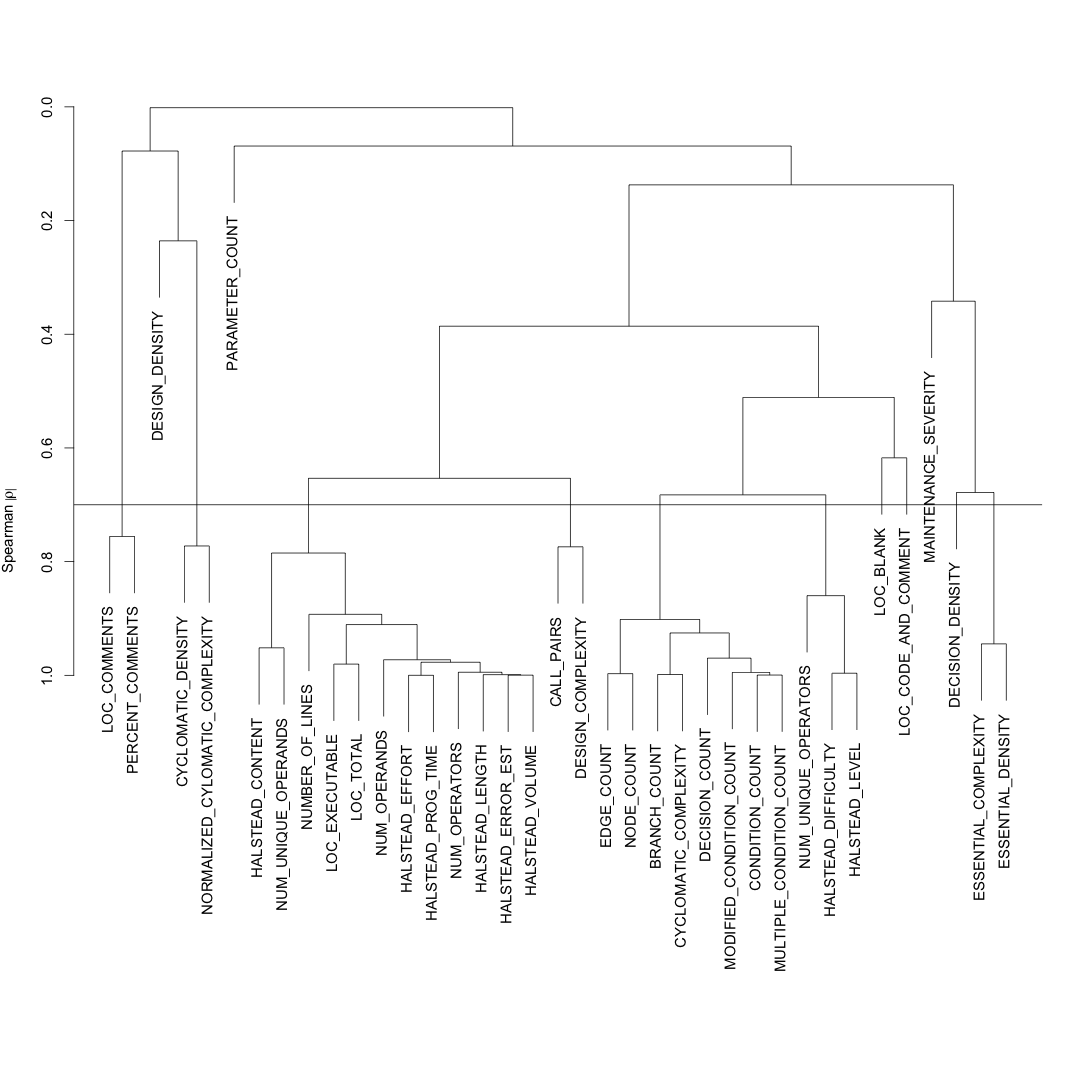 0.0
0.2
0.4
0.6
0.8
1.0
Spearman |ρ|
LOC_COMMENTS
PERCENT_COMMENTS
DESIGN_DENSITY
CYCLOMATIC_DENSITY
NORMALIZED_CYLOMATIC_COMPLEXITY
PARAMETER_COUNT
HALSTEAD_CONTENT
NUM_UNIQUE_OPERANDS
NUMBER_OF_LINES
LOC_EXECUTABLE
LOC_TOTAL
NUM_OPERANDS
HALSTEAD_EFFORT
HALSTEAD_PROG_TIME
NUM_OPERATORS
HALSTEAD_LENGTH
HALSTEAD_ERROR_EST
HALSTEAD_VOLUME
CALL_PAIRS
DESIGN_COMPLEXITY
EDGE_COUNT
NODE_COUNT
BRANCH_COUNT
CYCLOMATIC_COMPLEXITY
DECISION_COUNT
MODIFIED_CONDITION_COUNT
CONDITION_COUNT
MULTIPLE_CONDITION_COUNT
NUM_UNIQUE_OPERATORS
HALSTEAD_DIFFICULTY
HALSTEAD_LEVEL
LOC_BLANK
LOC_CODE_AND_COMMENT
MAINTENANCE_SEVERITY
DECISION_DENSITY
ESSENTIAL_COMPLEXITY
ESSENTIAL_DENSITY